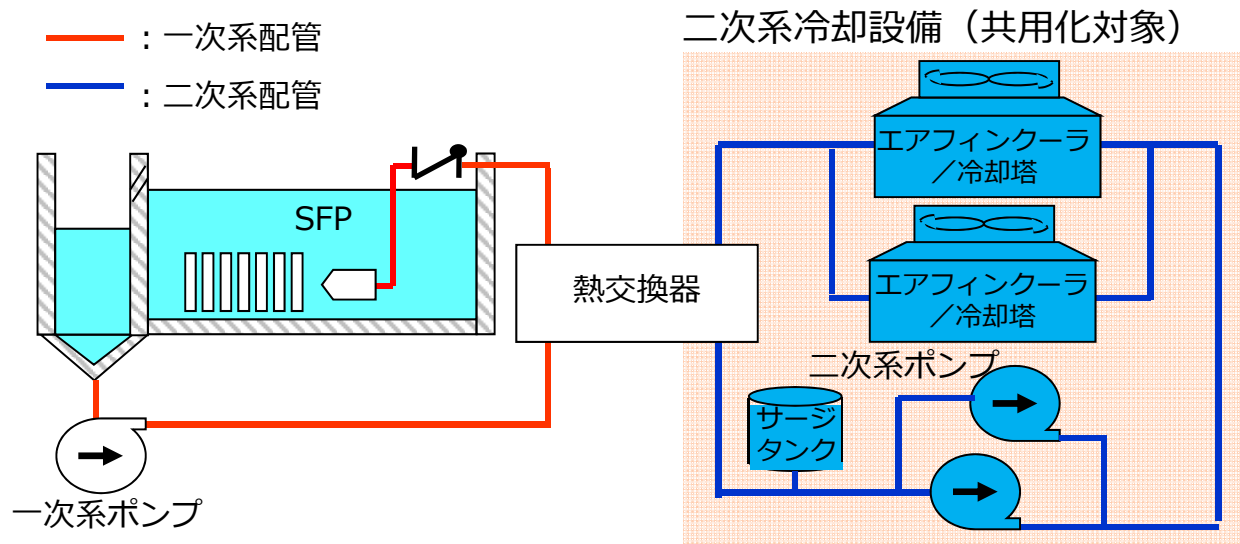 ：一次系配管
：二次系配管
二次系冷却設備（共用化対象）
エアフィンクーラ
／冷却塔
SFP
エアフィンクーラ
／冷却塔
熱交換器
二次系ポンプ
サージ
タンク
一次系ポンプ